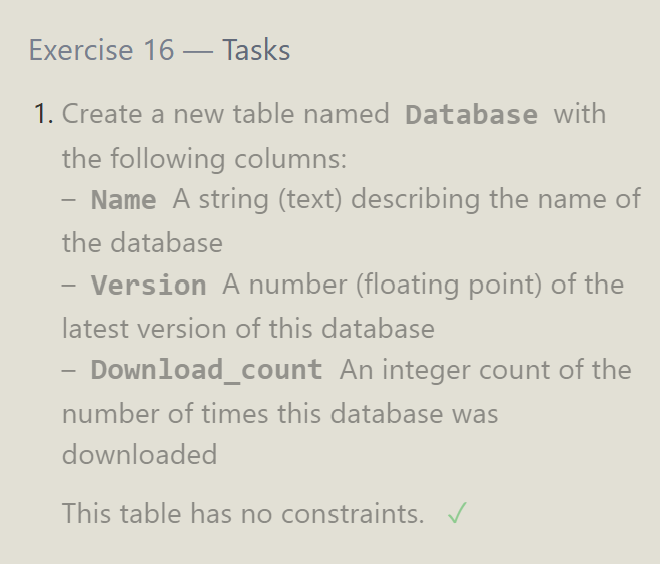 Exercise 16 — Tasks
1. Create a new table named Database with
the following columns:
– Name A string (text) describing the name of
the database
– Version A number (floating point) of the
latest version of this database
– Download_count An integer count of the
number of times this database was
downloaded
This table has no constraints. ✓